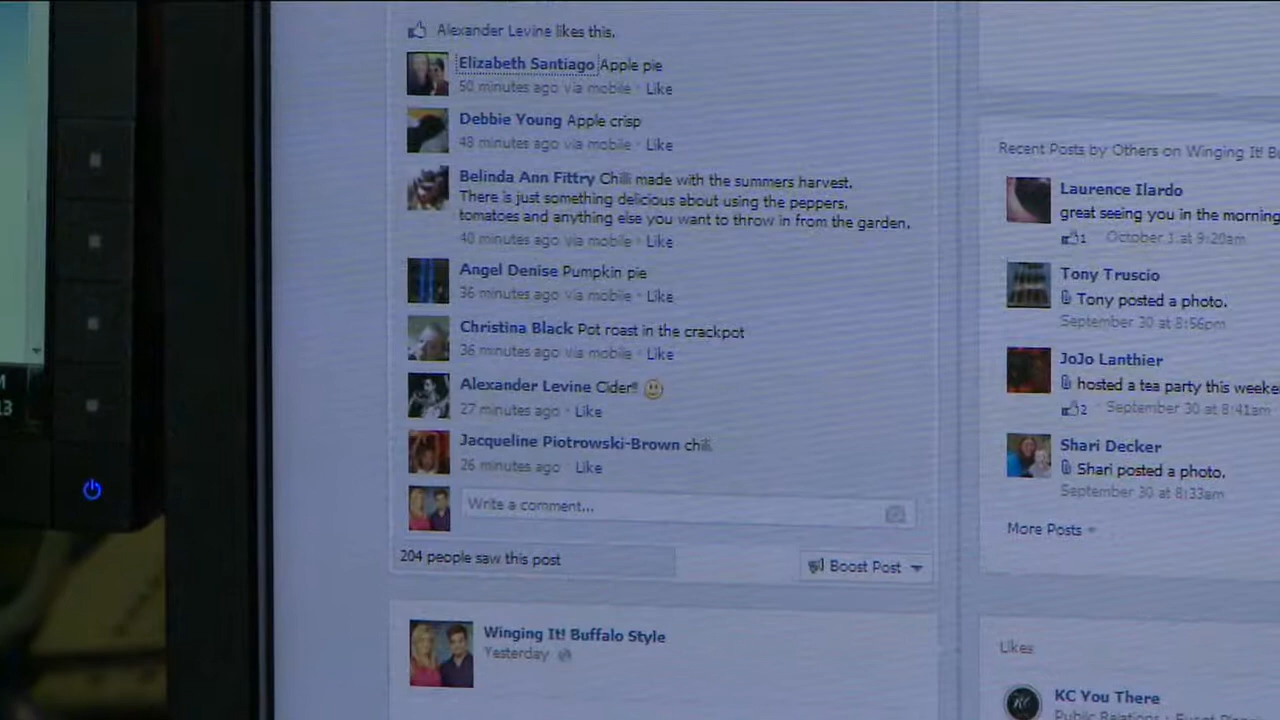 Alexander Levine likes this.
Elizabeth Santiago Apple pie
50 minutes ago via mobile · Like
Debbie Young Apple crisp
48 minutes ago via mobile · Like
Belinda Ann Fittry Chili made with the summers harvest.
There is just something delicious about using the peppers,
tomatoes and anything else you want to throw in from the garden.
40 minutes ago via mobile · Like
Angel Denise Pumpkin pie
36 minutes ago via mobile · Like
Christina Black Pot roast in the crackpot
36 minutes ago via mobile · Like
Alexander Levine Cider!!
27 minutes ago · Like
Jacqueline Piotrowski-Brown chili.
26 minutes ago · Like
Write a comment...
204 people saw this post
Boost Post
Winging It! Buffalo Style
Yesterday
Recent Posts by Others on Winging It!
Laurence Ilardo
great seeing you in the morning
1 October 1 at 9:20am
Tony Truscio
Tony posted a photo.
September 30 at 8:56pm
JoJo Lanthier
hosted a tea party this weeke
2 September 30 at 8:41am
Shari Decker
Shari posted a photo.
September 30 at 8:33am
More Posts
Likes
KC You There
Public Relations